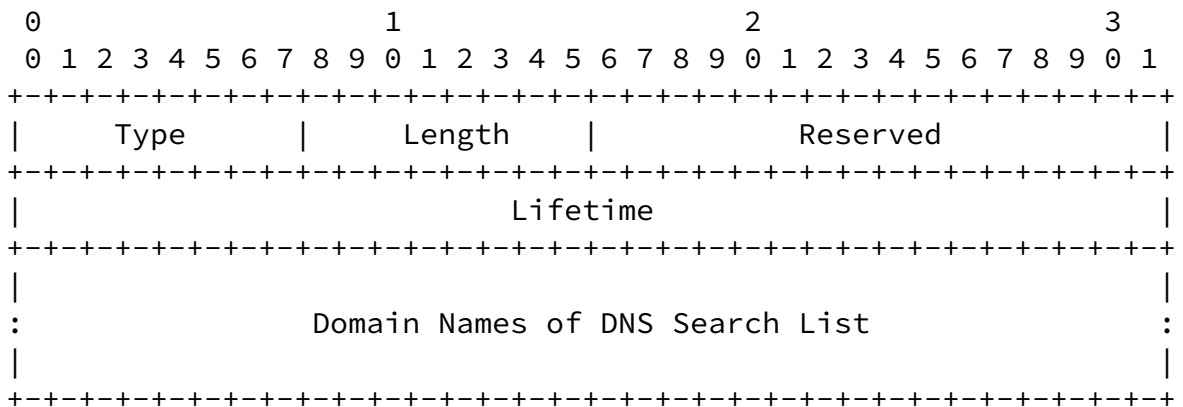 0                   1                   2                   3
 0 1 2 3 4 5 6 7 8 9 0 1 2 3 4 5 6 7 8 9 0 1 2 3 4 5 6 7 8 9 0 1
+-+-+-+-+-+-+-+-+-+-+-+-+-+-+-+-+-+-+-+-+-+-+-+-+-+-+-+-+-+-+-+-+
|     Type      |     Length    |           Reserved            |
+-+-+-+-+-+-+-+-+-+-+-+-+-+-+-+-+-+-+-+-+-+-+-+-+-+-+-+-+-+-+-+-+
|                           Lifetime                            |
+-+-+-+-+-+-+-+-+-+-+-+-+-+-+-+-+-+-+-+-+-+-+-+-+-+-+-+-+-+-+-+-+
|                                                               |
:                Domain Names of DNS Search List                :
|                                                               |
+-+-+-+-+-+-+-+-+-+-+-+-+-+-+-+-+-+-+-+-+-+-+-+-+-+-+-+-+-+-+-+-+